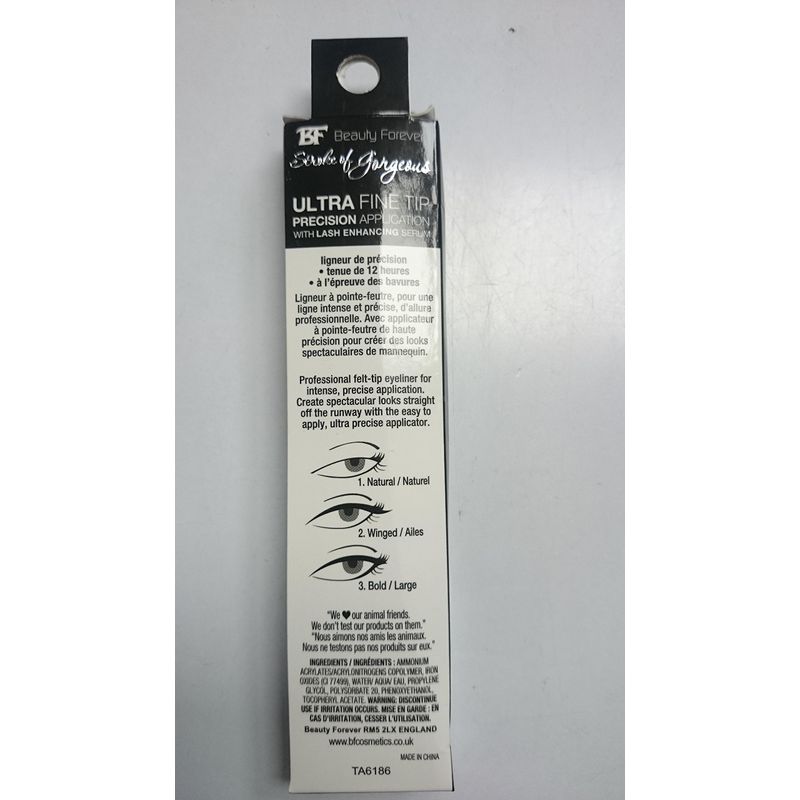 BF Beauty Forever
Stroke of Gorgeous
ULTRA FINE TIP
PRECISION APPLICATION
WITH LASH ENHANCING SERUM
ligneur de précision
• tenue de 12 heures
• à l'épreuve des bavures
Ligneur à pointe-feutre, pour une
ligne intense et précise, d'allure
professionnelle. Avec applicateur
à pointe-feutre de haute
précision pour créer des looks
spectaculaires de mannequin.
Professional felt-tip eyeliner for
intense, precise application.
Create spectacular looks straight
off the runway with the easy to
apply, ultra precise applicator.
1. Natural / Naturel
2. Winged / Ailes
3. Bold / Large
"We ♥ our animal friends.
We don't test our products on them."
"Nous aimons nos amis les animaux.
Nous ne testons pas nos produits sur eux."
INGREDIENTS / INGRÉDIENTS : AMMONIUM
ACRYLATES/ACRYLONITROGENS COPOLYMER, IRON
OXIDES (CI 77499), WATER/ AQUA/ EAU, PROPYLENE
GLYCOL, POLYSORBATE 20, PHENOXYETHANOL,
TOCOPHERYL ACETATE. WARNING: DISCONTINUE
USE IF IRRITATION OCCURS. MISE EN GARDE : EN
CAS D'IRRITATION, CESSER L'UTILISATION.
Beauty Forever RM5 2LX ENGLAND
www.bfcosmetics.co.uk
MADE IN CHINA
TA6186